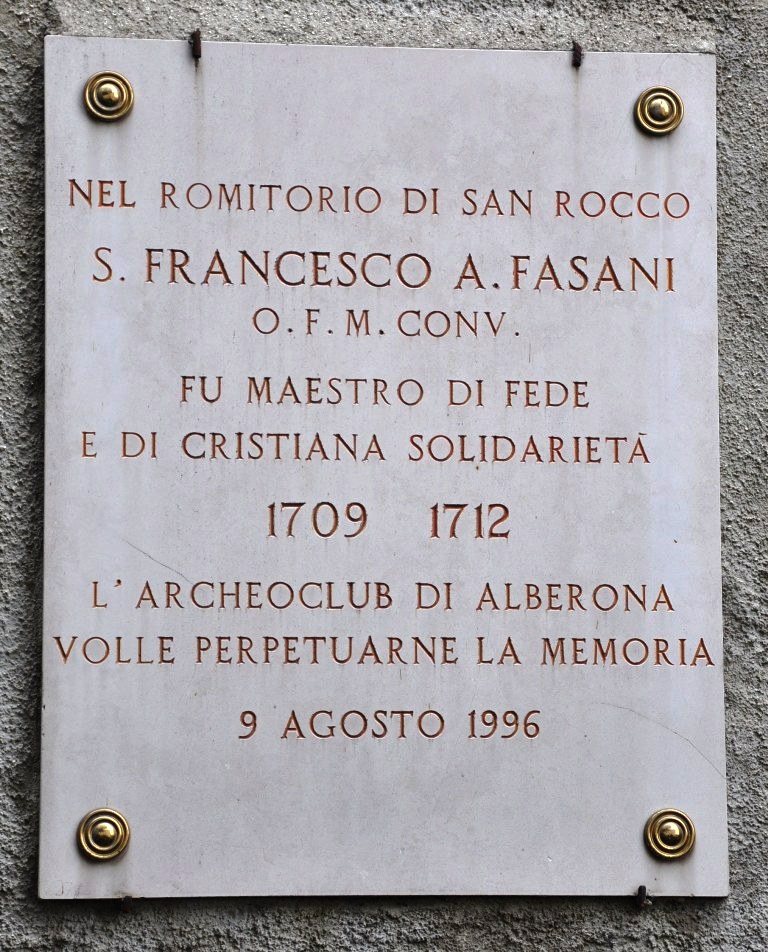 NEL ROMITORIO DI SAN ROCCO
S. FRANCESCO A. FASANI
O. F. M. CONV.
FU MAESTRO DI FEDE
E DI CRISTIANA SOLIDARIETÀ
1709 1712
L' ARCHEOCLUB DI ALBERONA
VOLLE PERPETUARNE LA MEMORIA
9 AGOSTO 1996